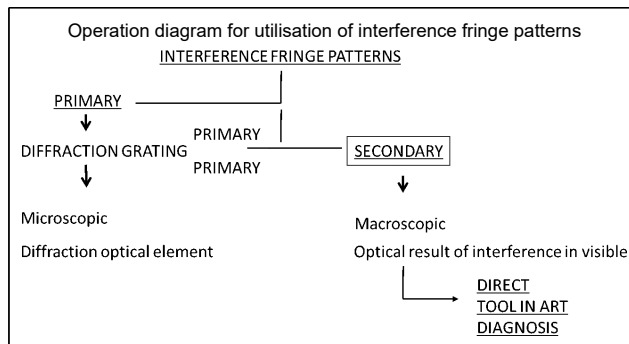 Operation diagram for utilisation of interference fringe patterns
INTERFERENCE FRINGE PATTERNS
PRIMARY
DIFFRACTION GRATING
PRIMARY
PRIMARY
SECONDARY
Microscopic
Diffraction optical element
Macroscopic
Optical result of interference in visible
DIRECT
TOOL IN ART
DIAGNOSIS